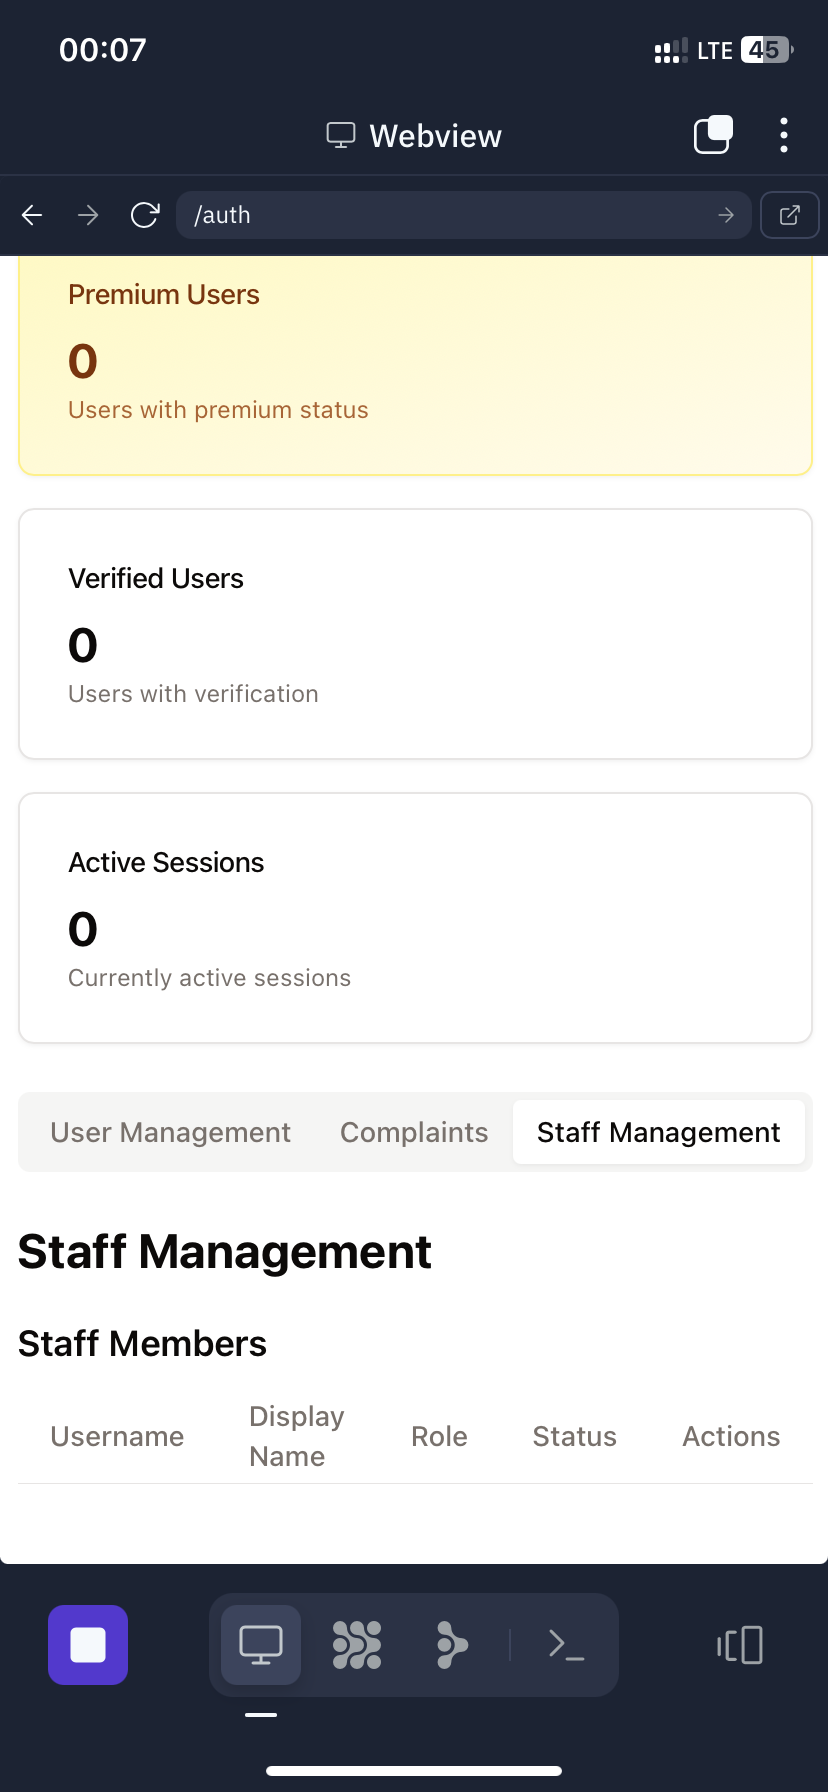 00:07
LTE 45
Webview
/auth
Premium Users
0
Users with premium status
Verified Users
0
Users with verification
Active Sessions
0
Currently active sessions
User Management Complaints Staff Management
Staff Management
Staff Members
Username Display Name Role Status Actions